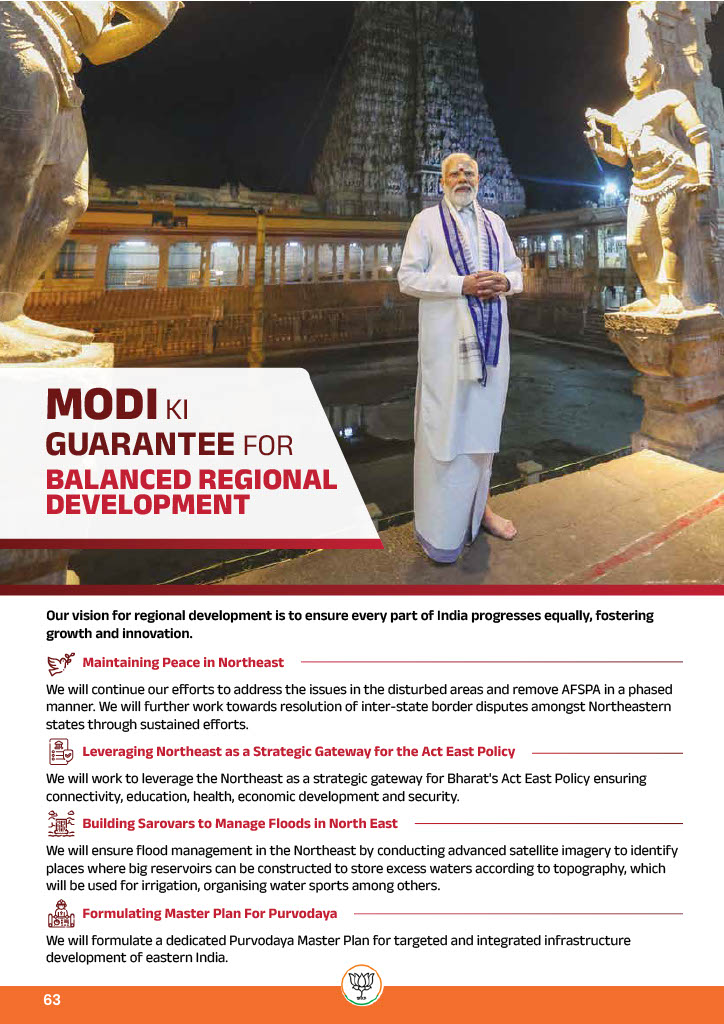 MODI KI
GUARANTEE FOR
BALANCED REGIONAL
DEVELOPMENT
Our vision for regional development is to ensure every part of India progresses equally, fostering
growth and innovation.
Maintaining Peace in Northeast
We will continue our efforts to address the issues in the disturbed areas and remove AFSPA in a phased
manner. We will further work towards resolution of inter-state border disputes amongst Northeastern
states through sustained efforts.
Leveraging Northeast as a Strategic Gateway for the Act East Policy
We will work to leverage the Northeast as a strategic gateway for Bharat's Act East Policy ensuring
connectivity, education, health, economic development and security.
Building Sarovars to Manage Floods in North East
We will ensure flood management in the Northeast by conducting advanced satellite imagery to identify
places where big reservoirs can be constructed to store excess waters according to topography, which
will be used for irrigation, organising water sports among others.
Formulating Master Plan For Purvodaya
We will formulate a dedicated Purvodaya Master Plan for targeted and integrated infrastructure
development of eastern India.
63